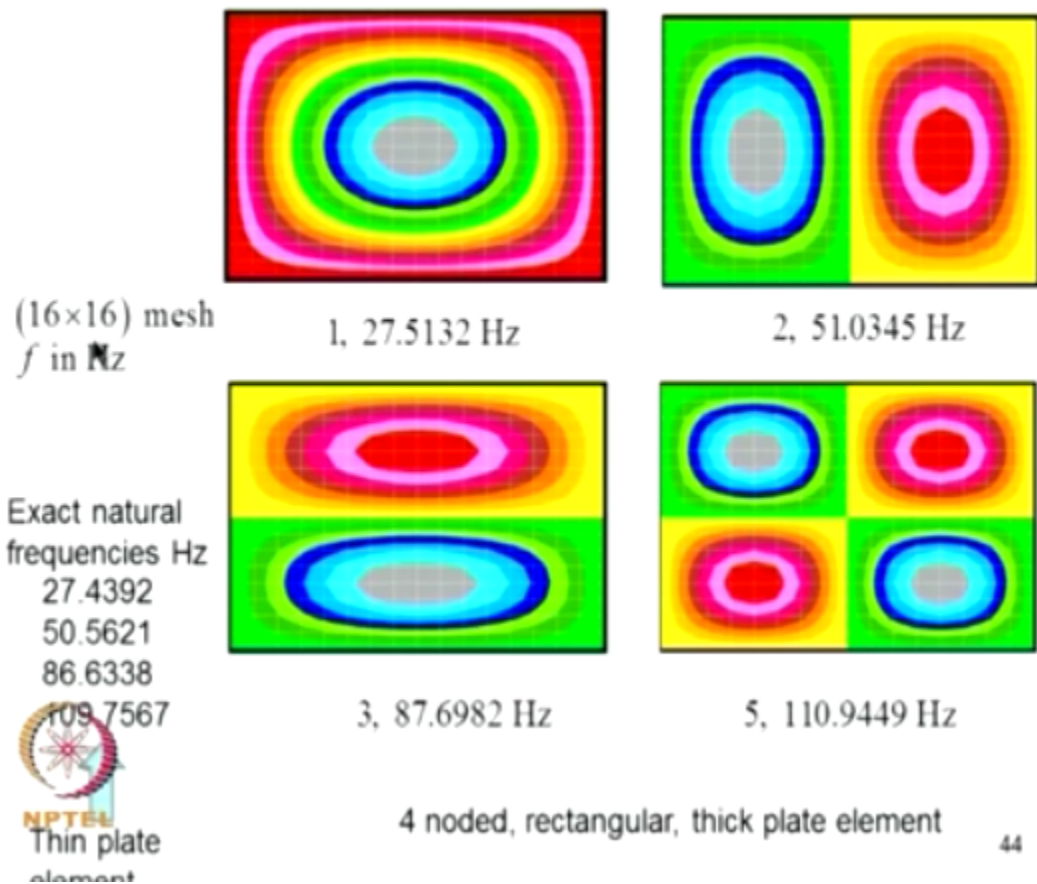 (16×16) mesh
f in Hz
1, 27.5132 Hz
2, 51.0345 Hz
Exact natural
frequencies Hz
27.4392
50.5621
86.6338
109.7567
3, 87.6982 Hz
5, 110.9449 Hz
NPTEL
Thin plate
element
4 noded, rectangular, thick plate element
44